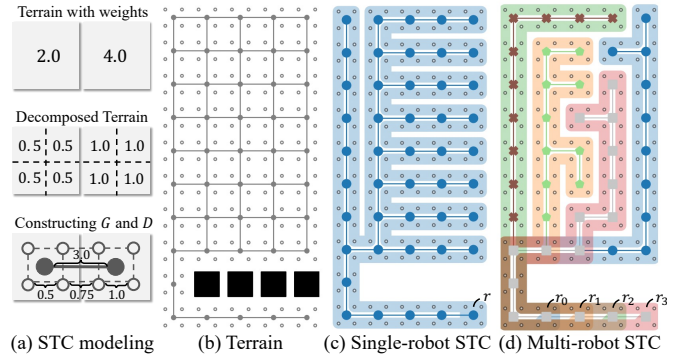 Terrain with weights
2.0 4.0
Decomposed Terrain
0.5 0.5 1.0 1.0
0.5 0.5 1.0 1.0
Constructing G and D
3.0
0.5 0.75 1.0
(a) STC modeling
(b) Terrain
r
(c) Single-robot STC
r₀ r₁ r₂ r₃
(d) Multi-robot STC